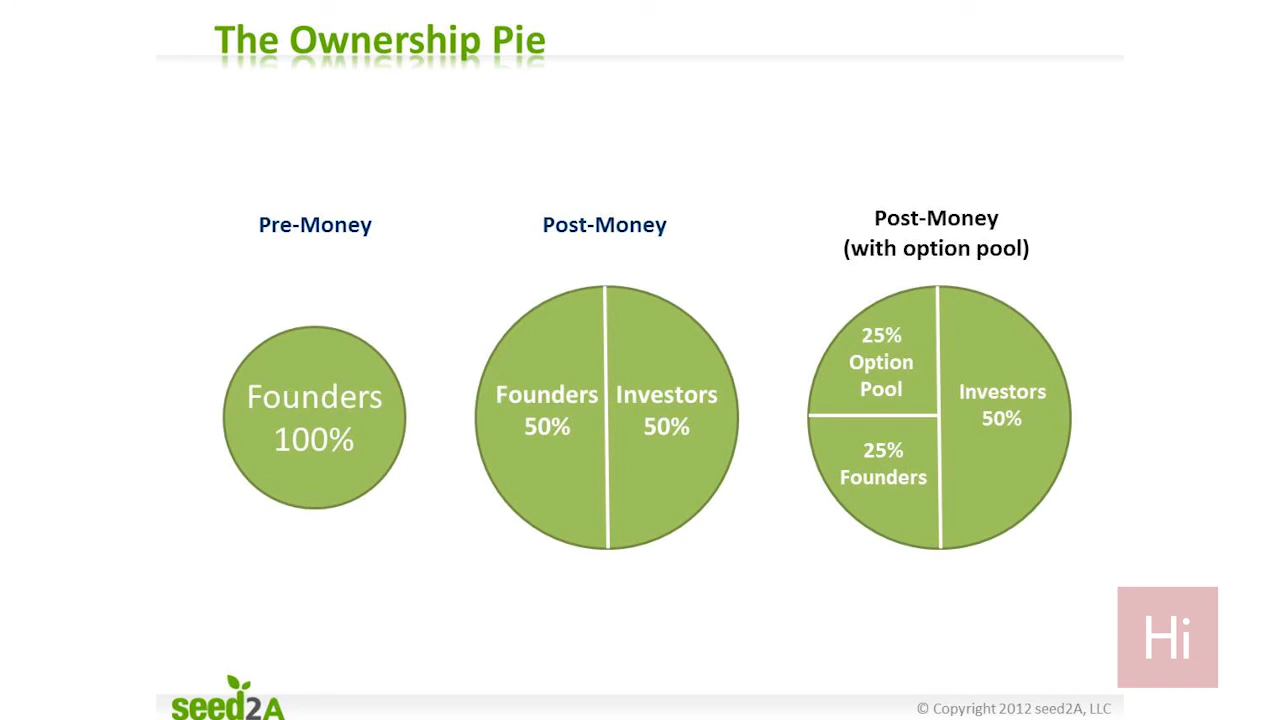 The Ownership Pie
Pre-Money
Post-Money
Post-Money
(with option pool)
Founders
100%
Founders
50%
Investors
50%
25%
Option
Pool
25%
Founders
Investors
50%
Hi
seed2A
© Copyright 2012 seed2A, LLC